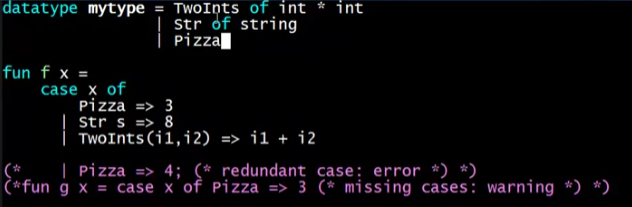 datatype mytype = TwoInts of int * int
                | Str of string
                | Pizza
fun f x =
    case x of
         Pizza => 3
       | Str s => 8
       | TwoInts(i1,i2) => i1 + i2
(*     | Pizza => 4; (* redundant case: error *) *)
(*fun g x = case x of Pizza => 3 (* missing cases: warning *) *)